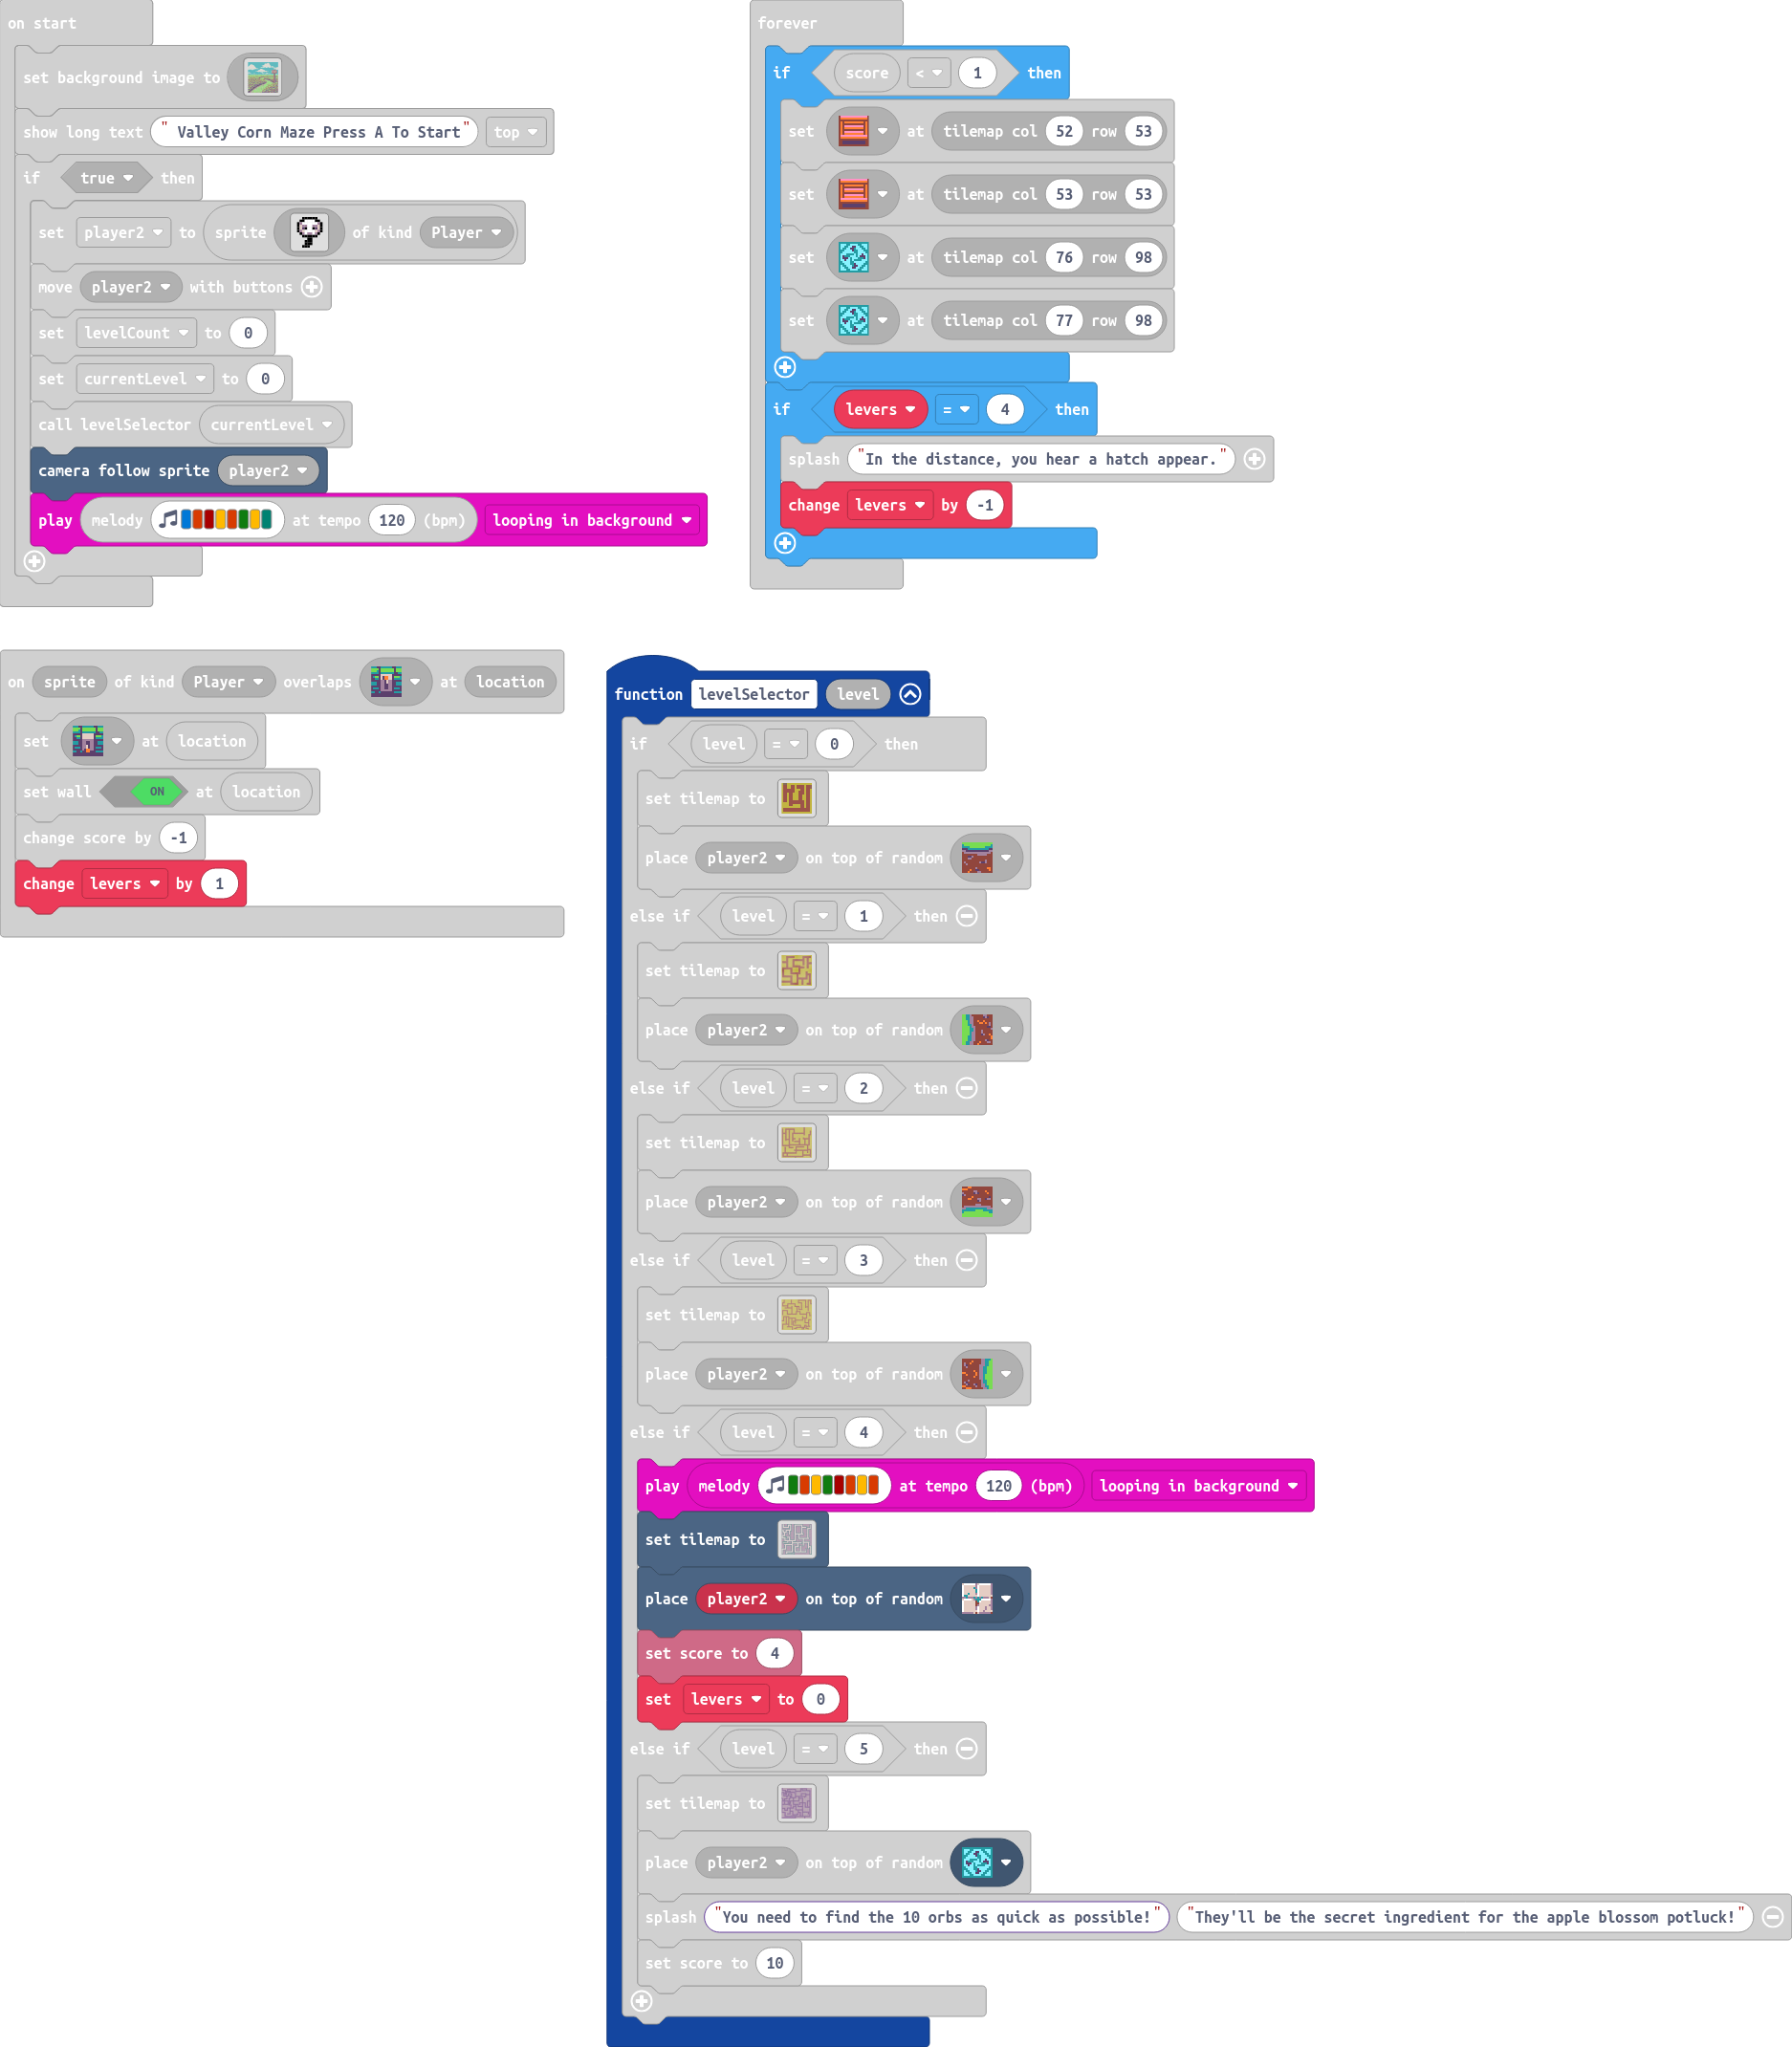 on start
set background image to
show long text " Valley Corn Maze Press A To Start" top
if true then
set player2 to sprite of kind Player
move player2 with buttons
set levelCount to 0
set currentLevel to 0
call levelSelector currentLevel
camera follow sprite player2
play melody at tempo 120 (bpm) looping in background
forever
if score < 1 then
set at tilemap col 52 row 53
set at tilemap col 53 row 53
set at tilemap col 76 row 98
set at tilemap col 77 row 98
if levers = 4 then
splash "In the distance, you hear a hatch appear."
change levers by -1
on sprite of kind Player overlaps at location
set at location
set wall ON at location
change score by -1
change levers by 1
function levelSelector level
if level = 0 then
set tilemap to
place player2 on top of random
else if level = 1 then
set tilemap to
place player2 on top of random
else if level = 2 then
set tilemap to
place player2 on top of random
else if level = 3 then
set tilemap to
place player2 on top of random
else if level = 4 then
play melody at tempo 120 (bpm) looping in background
set tilemap to
place player2 on top of random
set score to 4
set levers to 0
else if level = 5 then
set tilemap to
place player2 on top of random
splash "You need to find the 10 orbs as quick as possible!" "They'll be the secret ingredient for the apple blossom potluck!"
set score to 10